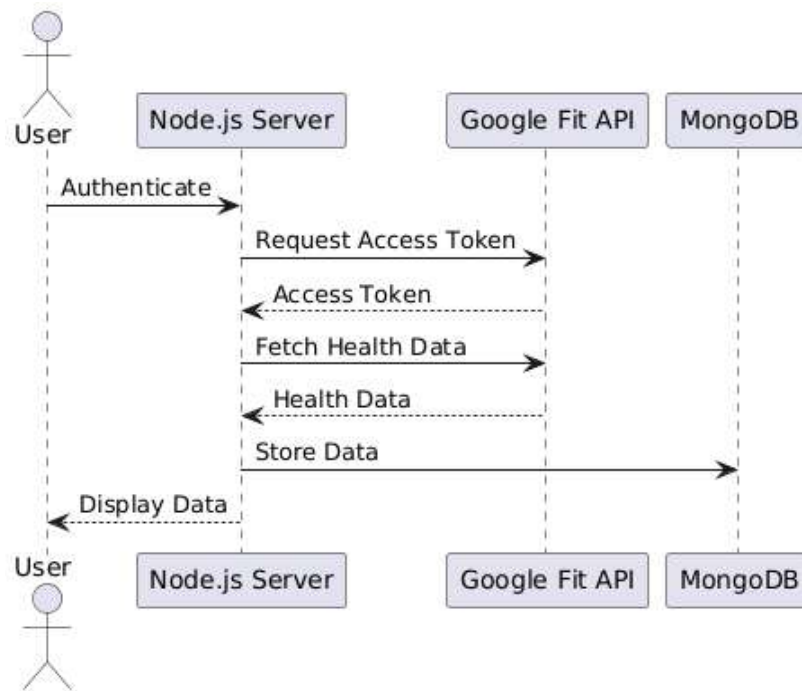 User
Node.js Server
Google Fit API
MongoDB
Authenticate
Request Access Token
Access Token
Fetch Health Data
Health Data
Store Data
Display Data
User
Node.js Server
Google Fit API
MongoDB